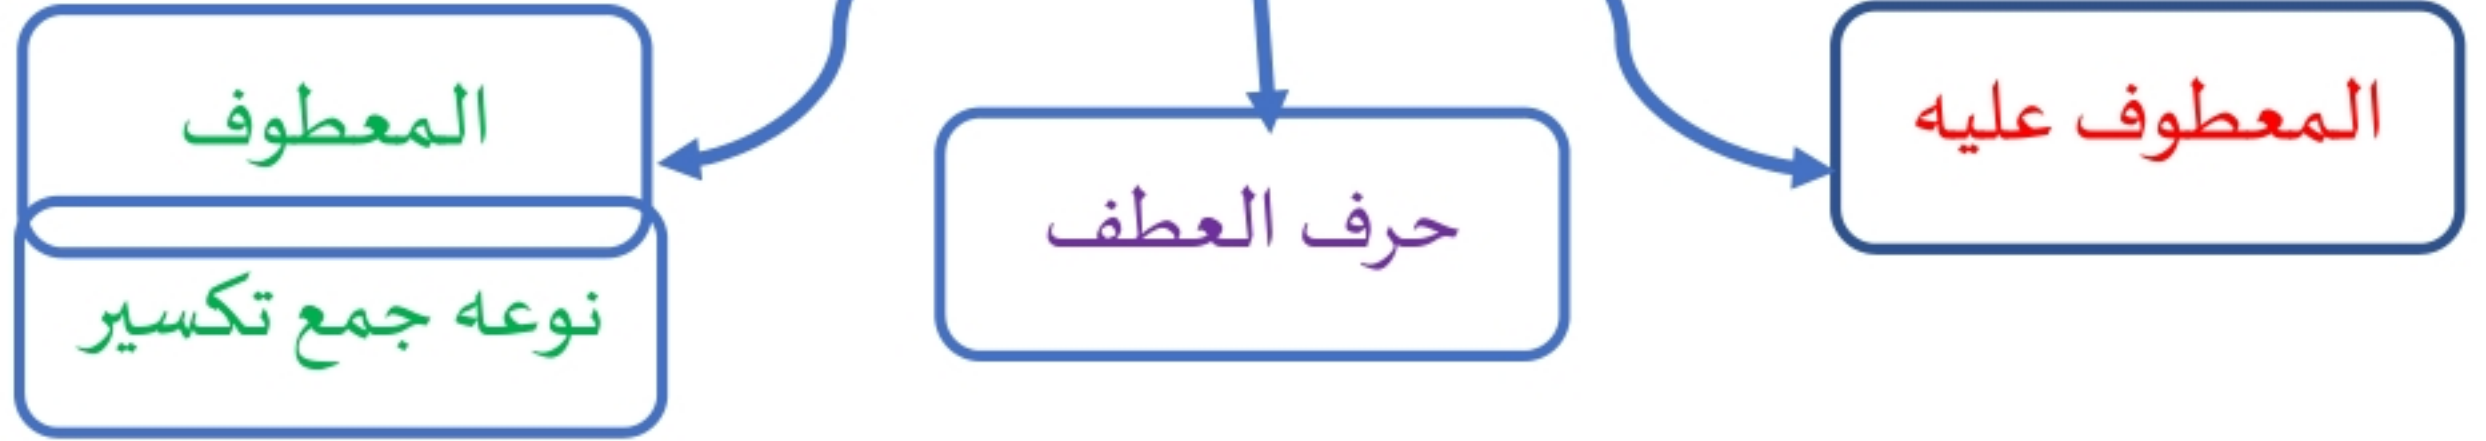 المعطوف عليه
حرف العطف
المعطوف
نوعه جمع تكسير